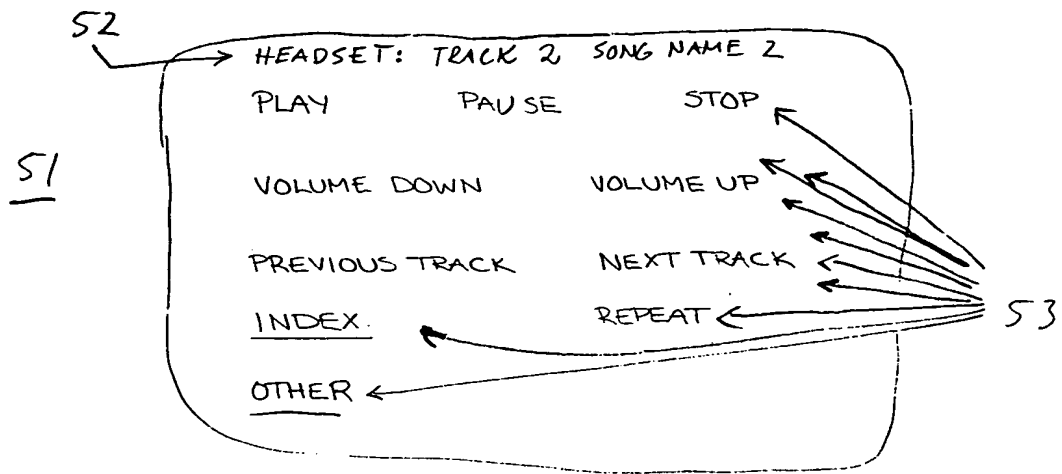 52
HEADSET: TRACK 2 SONG NAME 2
PLAY PAUSE STOP
51
VOLUME DOWN VOLUME UP
PREVIOUS TRACK NEXT TRACK
INDEX. REPEAT
53
OTHER